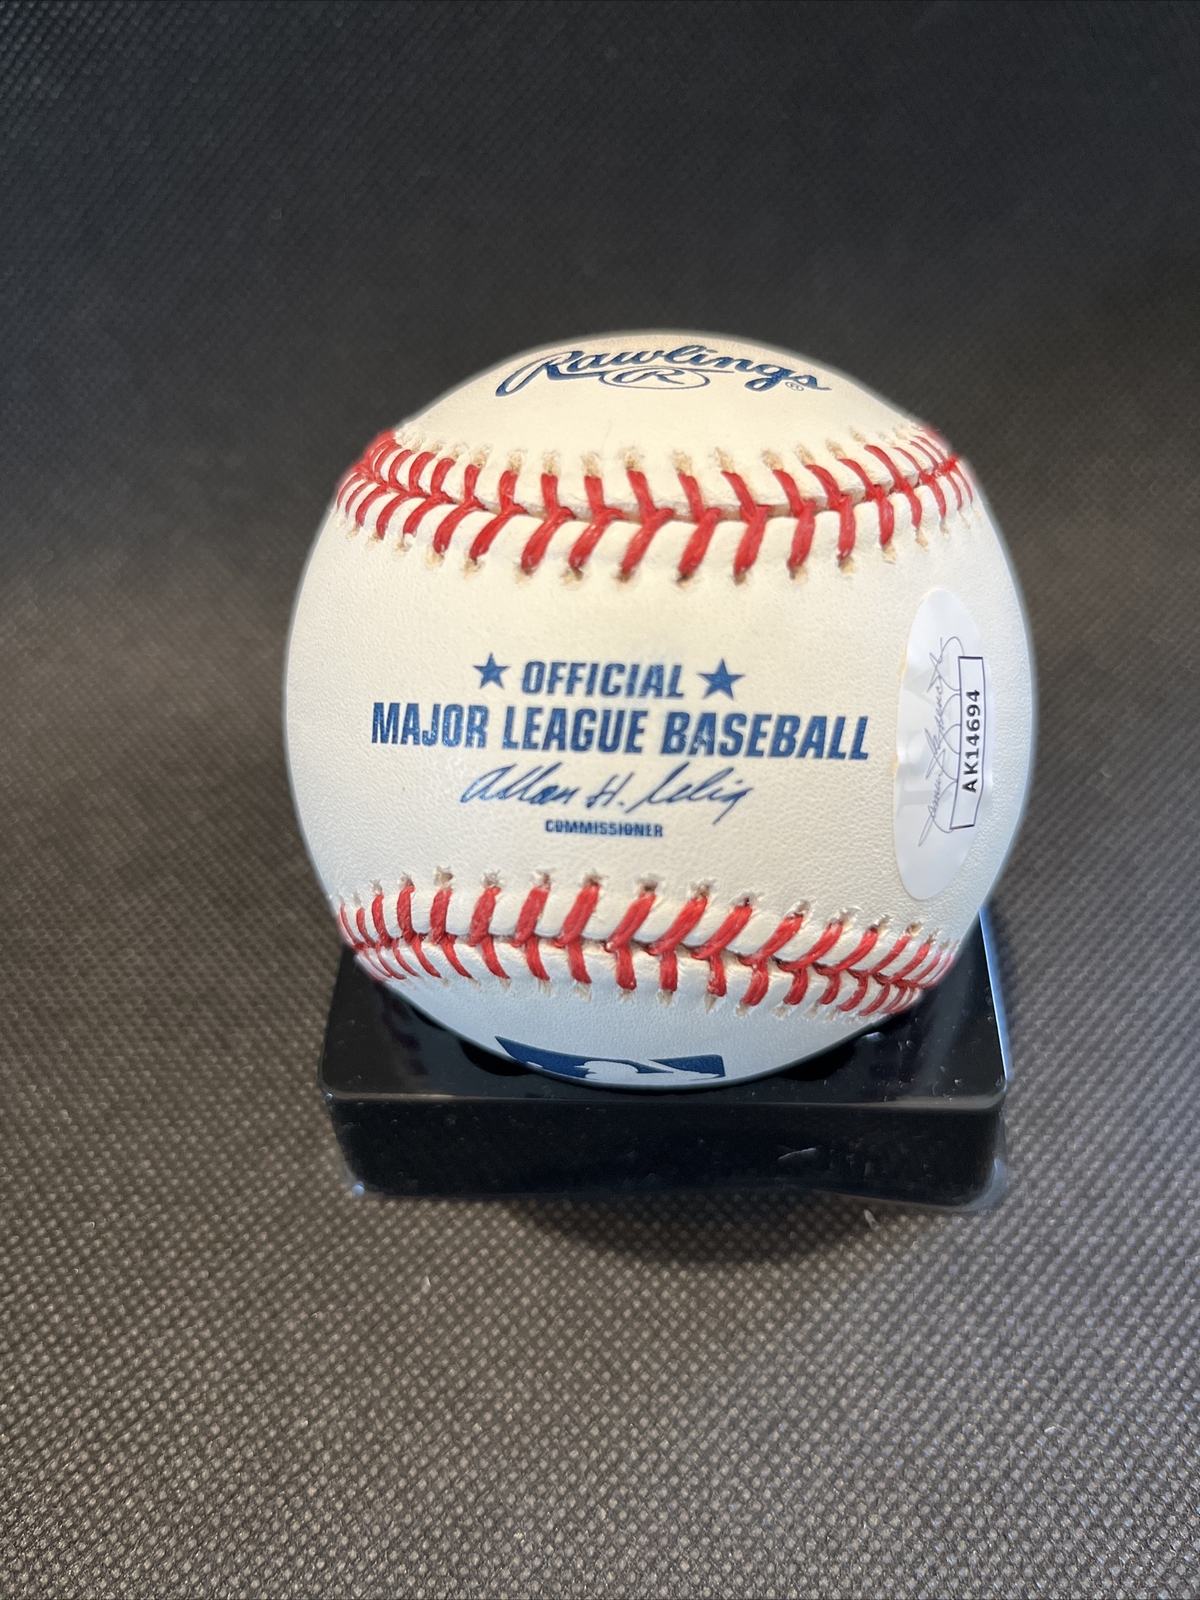 Rawlings
R
®
OFFICIAL
MAJOR LEAGUE BASEBALL
Allan H. Selig
COMMISSIONER
AK14694